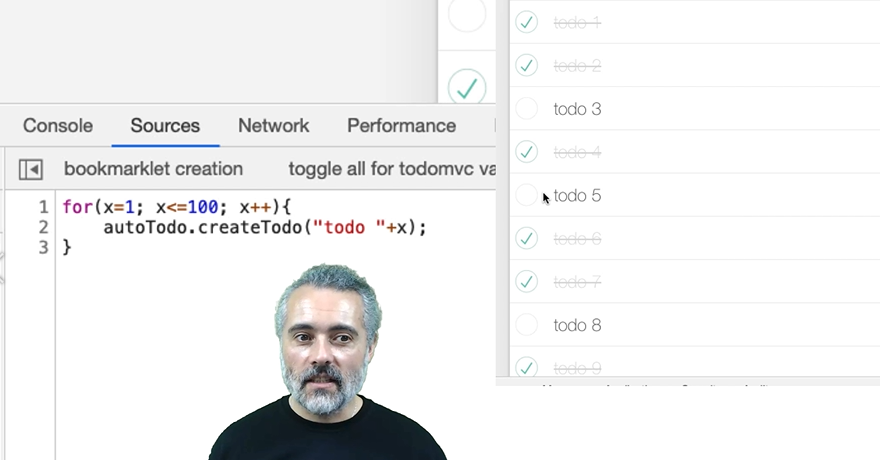 Console Sources Network Performance
bookmarklet creation toggle all for todomvc va
1 for(x=1; x<=100; x++){
2 autoTodo.createTodo("todo "+x);
3 }
todo 1
todo 2
todo 3
todo 4
todo 5
todo 6
todo 7
todo 8
todo 9